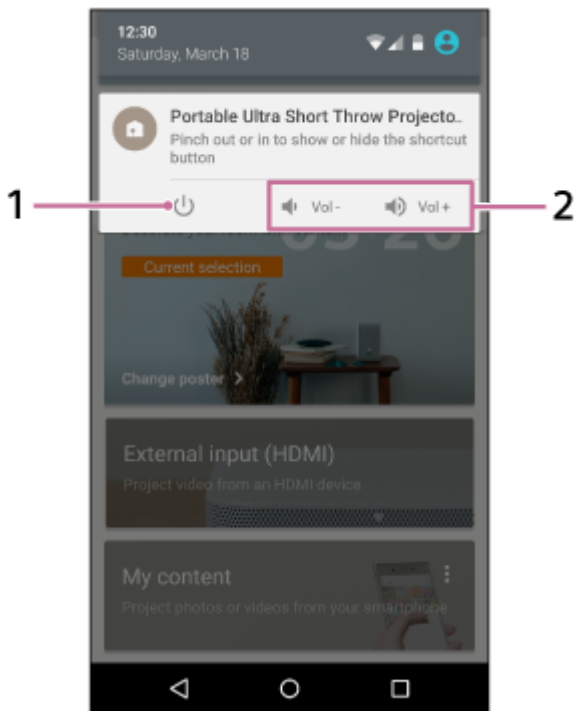 12:30
Saturday, March 18
Portable Ultra Short Throw Projecto..
Pinch out or in to show or hide the shortcut
button
1
Vol-
Vol+
2
Current selection
Change poster
External input (HDMI)
Project video from an HDMI device
My content
Project photos or videos from your smartphone